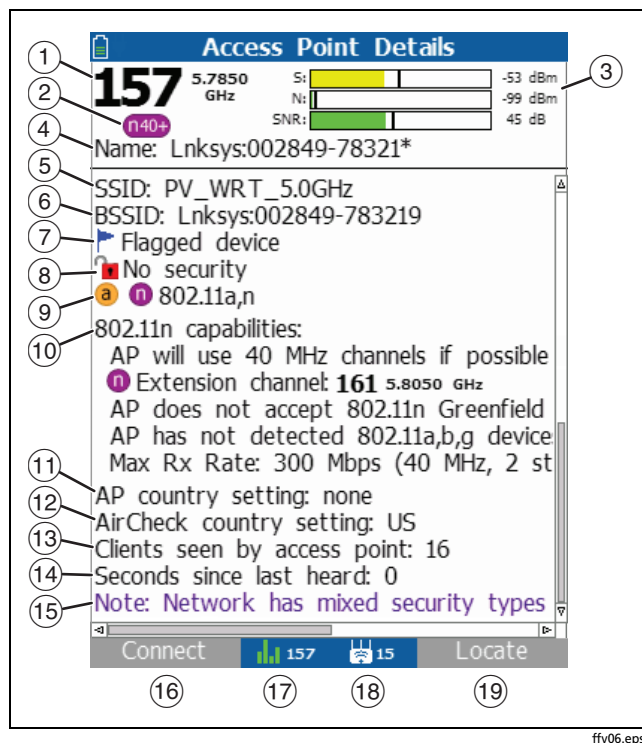 Access Point Details
1 157 5.7850 GHz S: -53 dBm 3
N: -99 dBm
2 n40+ SNR: 45 dB
4 Name: Lnksys:002849-78321*
5 SSID: PV_WRT_5.0GHz
6 BSSID: Lnksys:002849-783219
7 Flagged device
8 No security
9 a n 802.11a,n
10 802.11n capabilities:
AP will use 40 MHz channels if possible
n Extension channel: 161 5.8050 GHz
AP does not accept 802.11n Greenfield
AP has not detected 802.11a,b,g device
Max Rx Rate: 300 Mbps (40 MHz, 2 st
11 AP country setting: none
12 AirCheck country setting: US
13 Clients seen by access point: 16
14 Seconds since last heard: 0
15 Note: Network has mixed security types
Connect 157 15 Locate
16 17 18 19
ffv06.eps